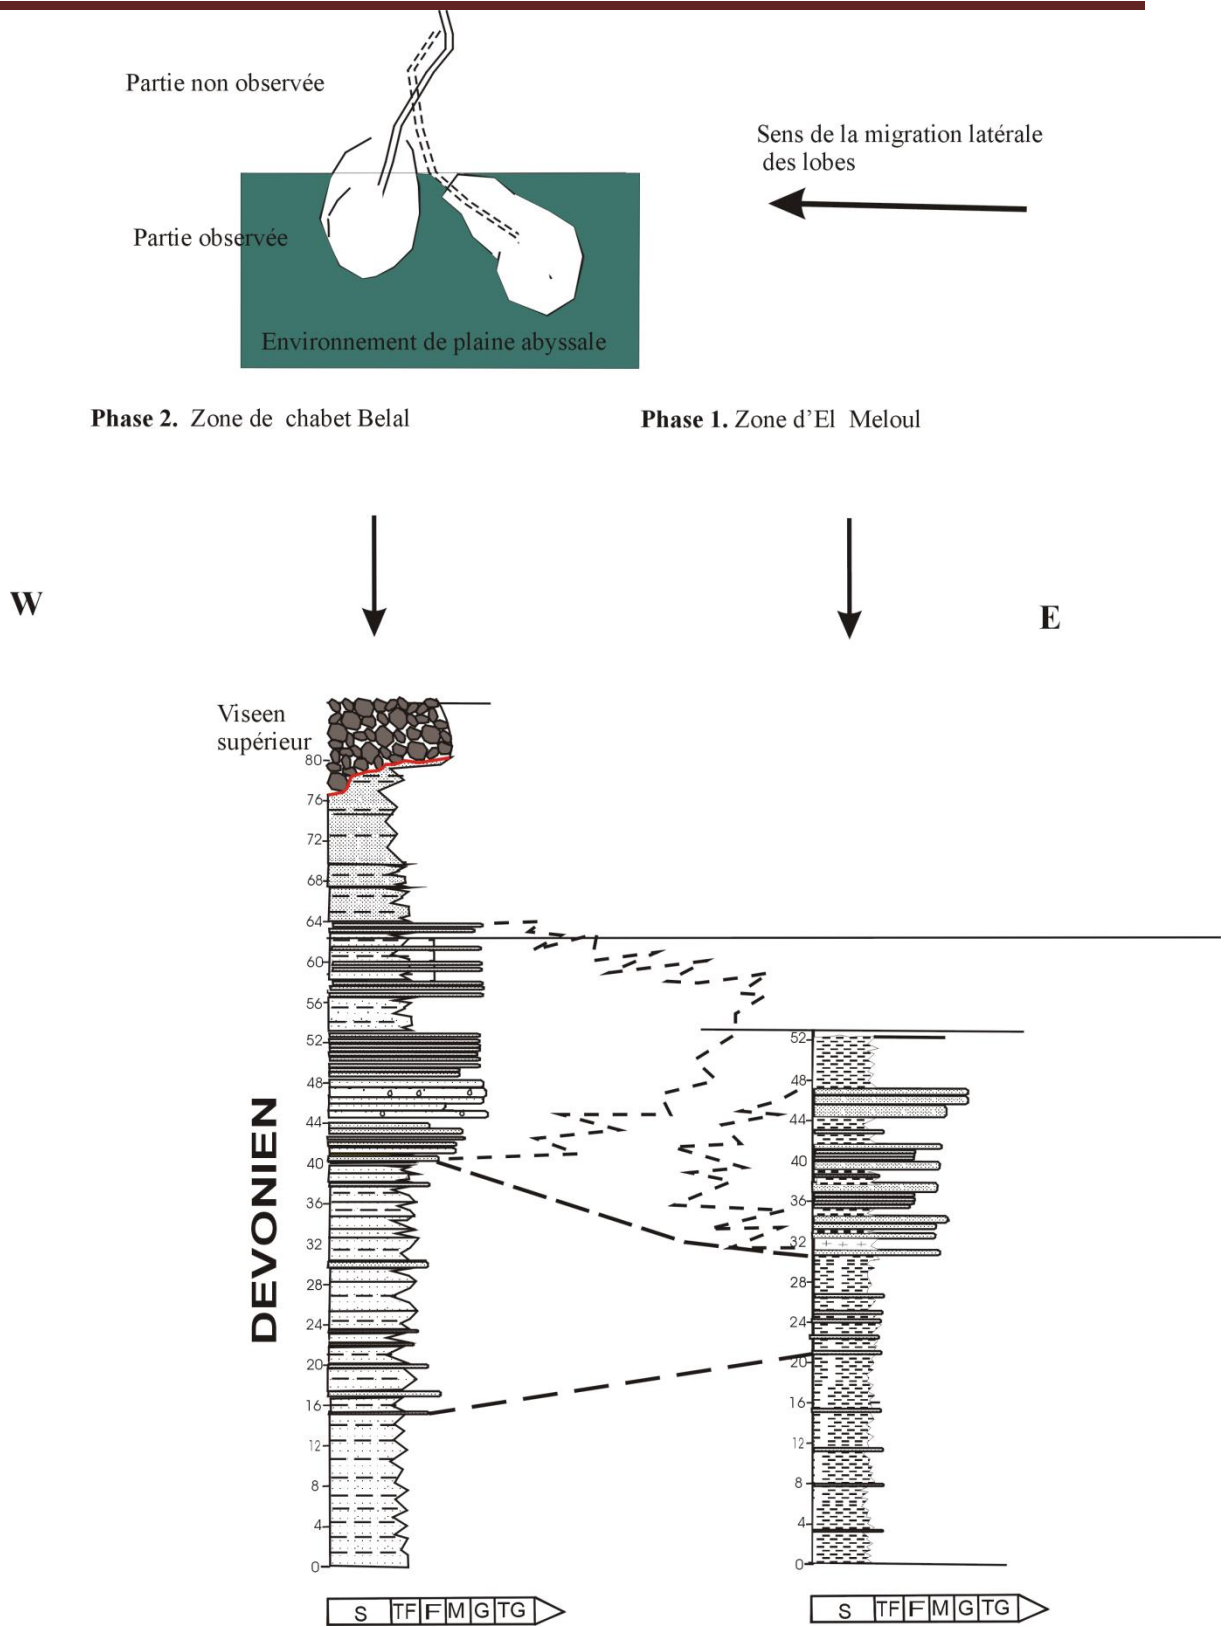 Partie non observée
Sens de la migration latérale
des lobes
Partie observée
Environnement de plaine abyssale
Phase 2. Zone de chabet Belal
Phase 1. Zone d'El Meloul
W
E
Viseen
supérieur
80
76
72
68
64
60
56
52
48
44
40
36
32
28
24
20
16
12
8
4
0
DEVONIEN
52
48
44
40
36
32
28
24
20
16
12
8
4
0
S TF F M G TG
S TF F M G TG